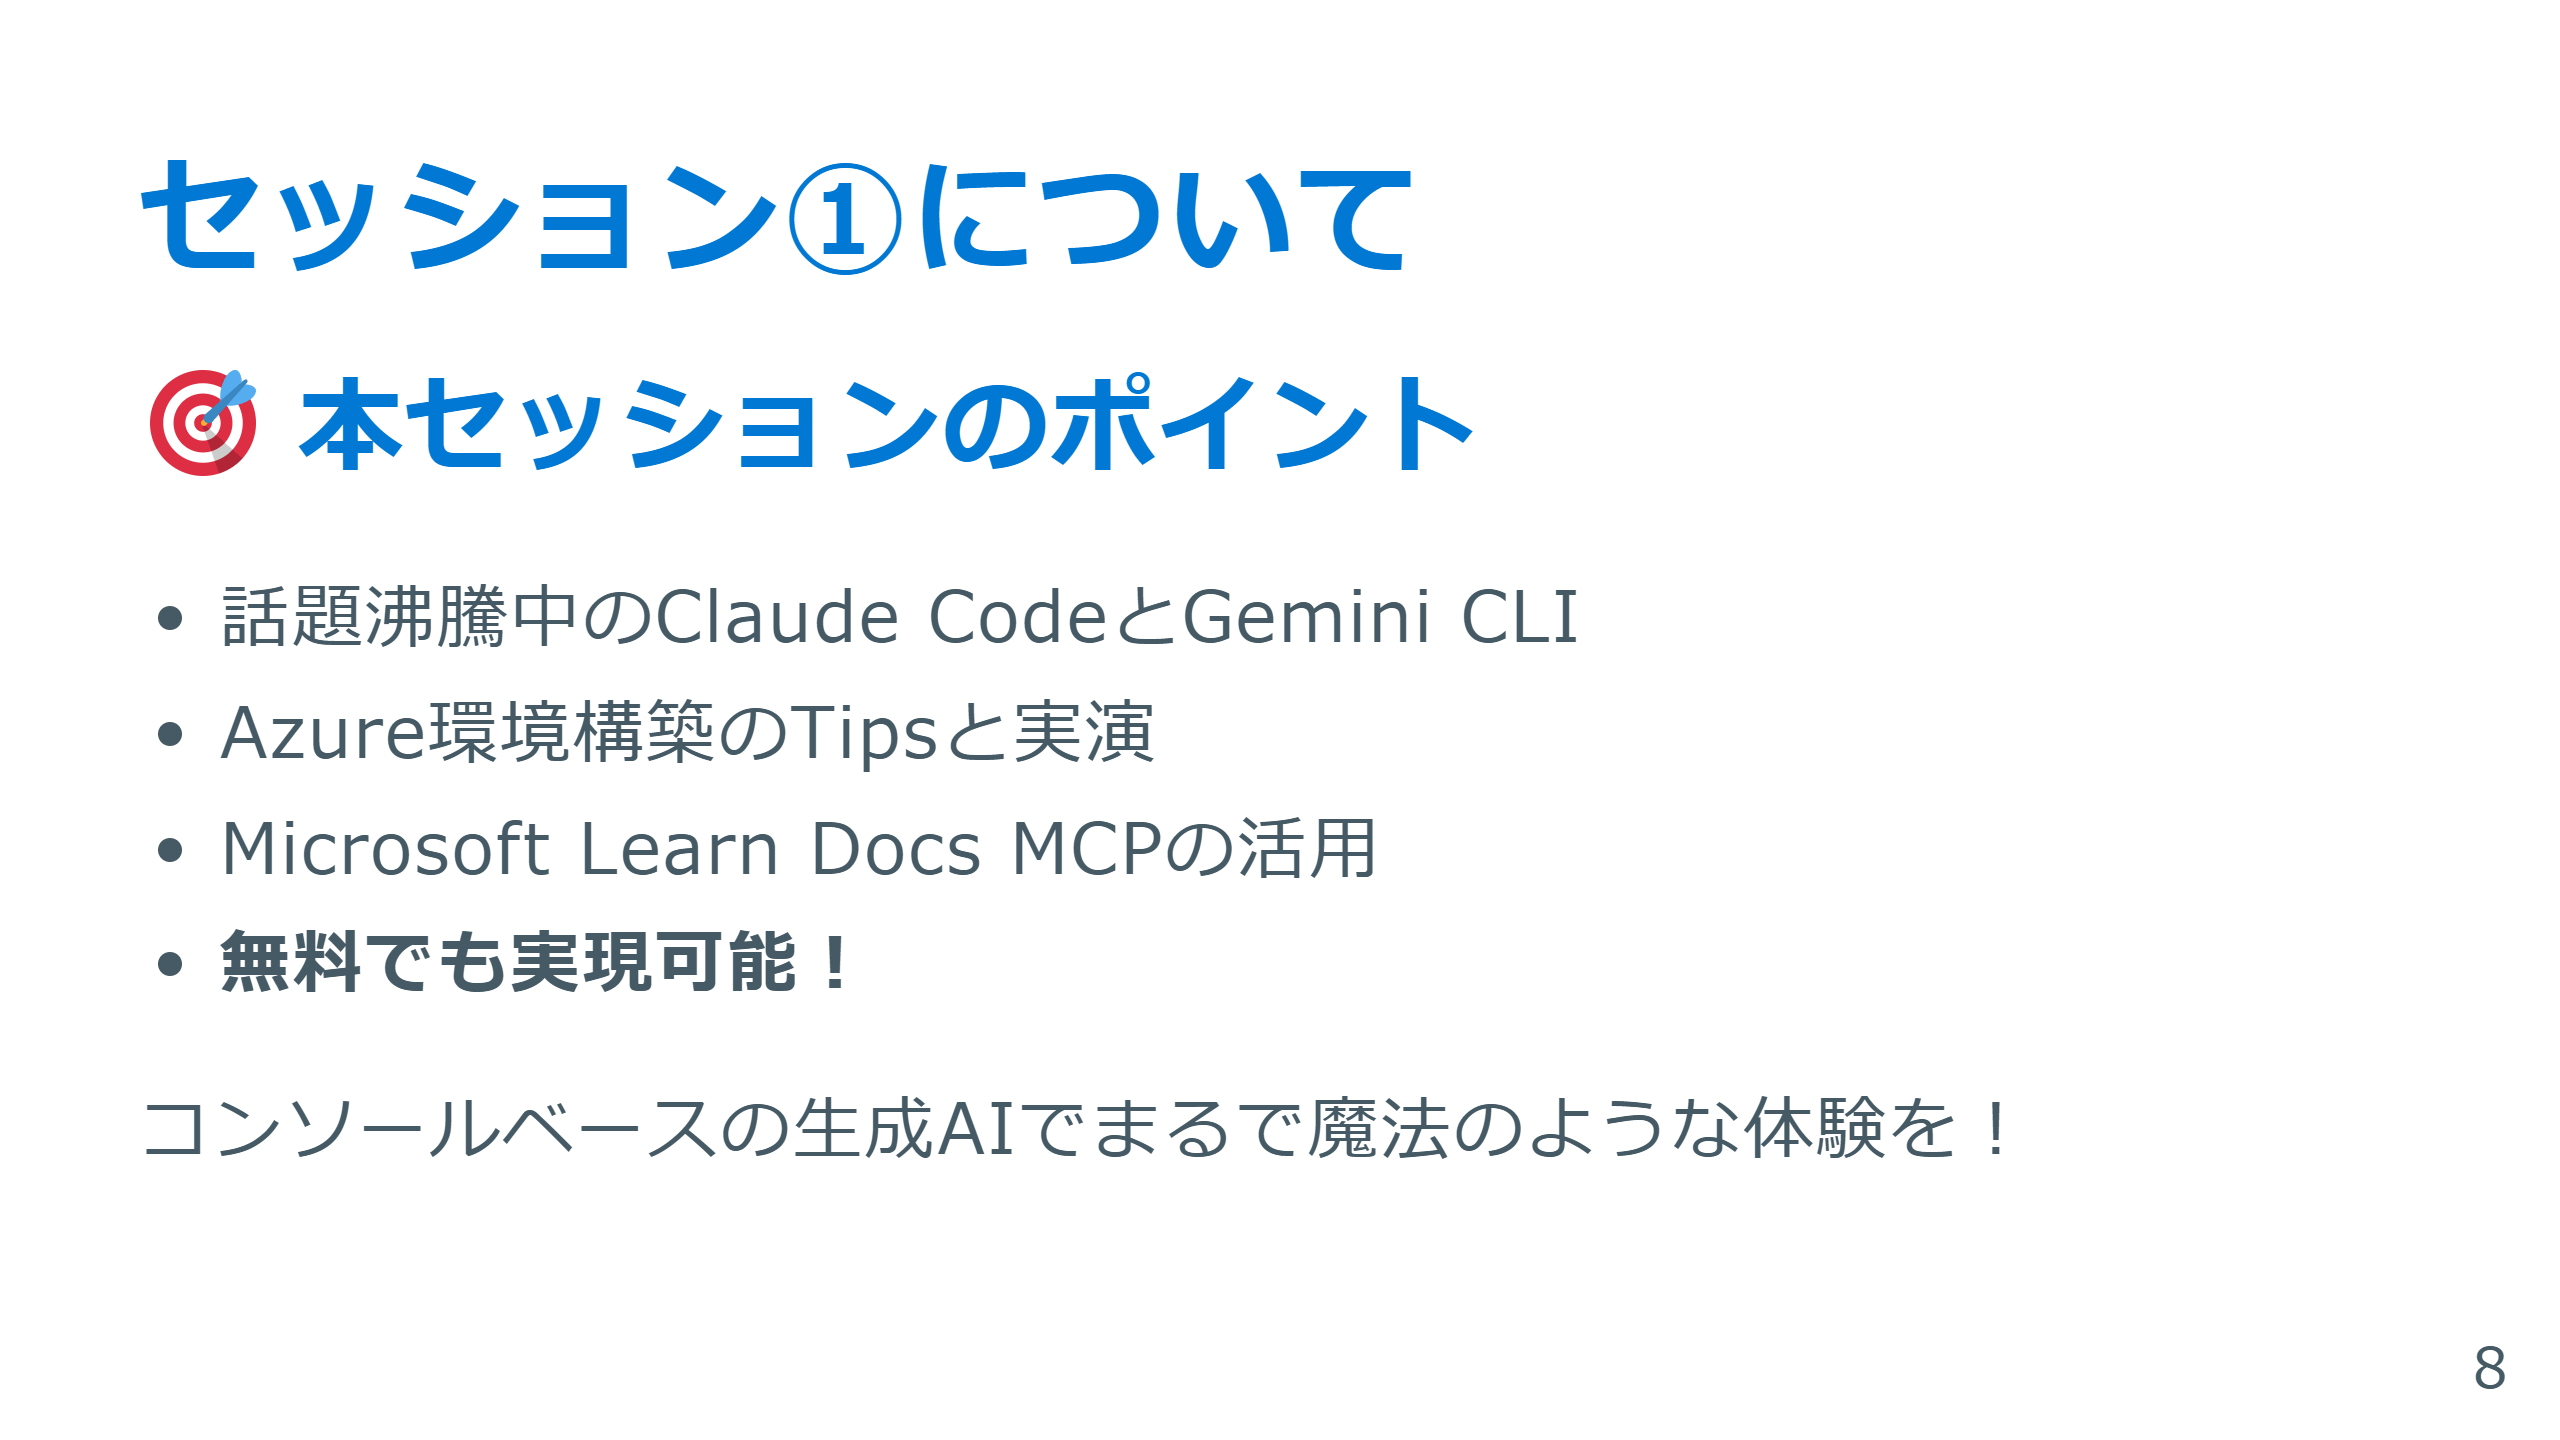 セッション①について
🎯 本セッションのポイント
• 話題沸騰中のClaude CodeとGemini CLI
• Azure環境構築のTipsと実演
• Microsoft Learn Docs MCPの活用
• 無料でも実現可能！
コンソールベースの生成AIでまるで魔法のような体験を！
8